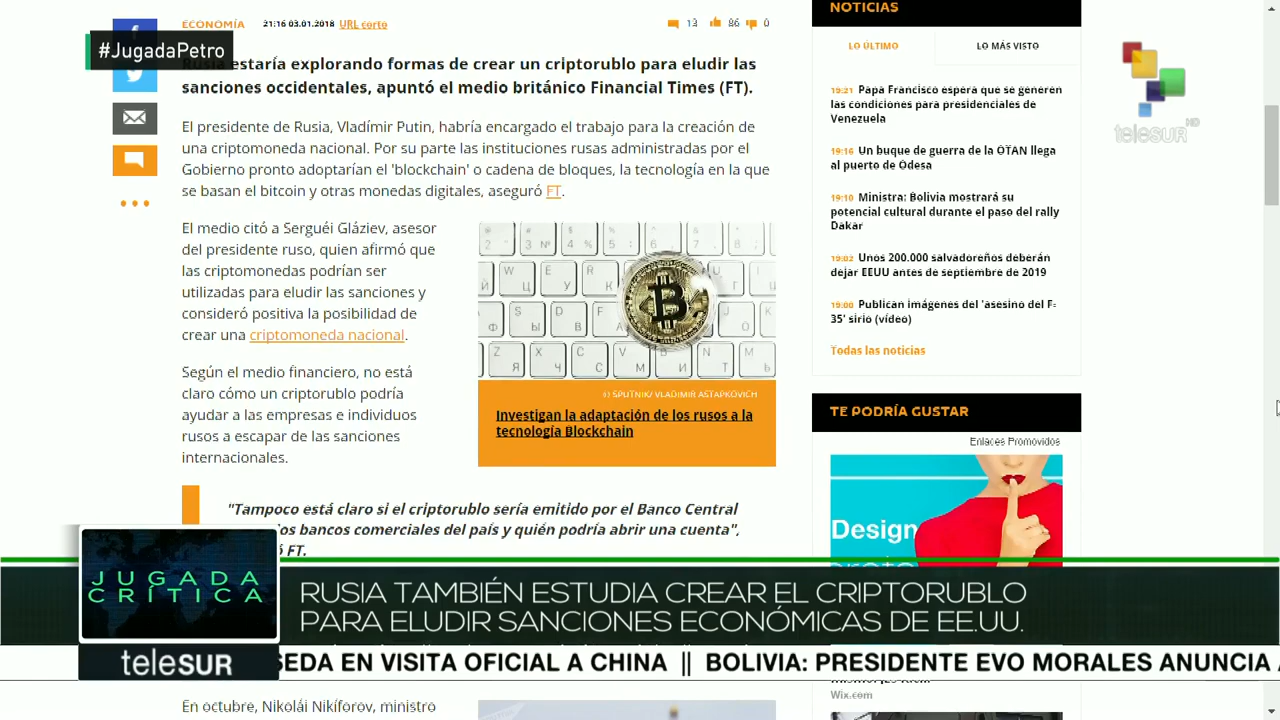 ECONOMÍA 21:16 03.01.2018 URL corto 13 86 0
#JugadaPetro
Rusia estaría explorando formas de crear un criptorublo para eludir las
sanciones occidentales, apuntó el medio británico Financial Times (FT).
El presidente de Rusia, Vladímir Putin, habría encargado el trabajo para la creación de
una criptomoneda nacional. Por su parte las instituciones rusas administradas por el
Gobierno pronto adoptarían el 'blockchain' o cadena de bloques, la tecnología en la que
se basan el bitcoin y otras monedas digitales, aseguró FT.
El medio citó a Serguéi Gláziev, asesor
del presidente ruso, quien afirmó que
las criptomonedas podrían ser
utilizadas para eludir las sanciones y
consideró positiva la posibilidad de
crear una criptomoneda nacional.
Según el medio financiero, no está
claro cómo un criptorublo podría
ayudar a las empresas e individuos
rusos a escapar de las sanciones
internacionales.
© SPUTNIK/ VLADIMIR ASTAPKOVICH
Investigan la adaptación de los rusos a la
tecnología Blockchain
"Tampoco está claro si el criptorublo sería emitido por el Banco Central
los bancos comerciales del país y quién podría abrir una cuenta",
FT.
NOTICIAS
LO ÚLTIMO LO MÁS VISTO
19:21 Papa Francisco espera que se generen
las condiciones para presidenciales de
Venezuela
19:16 Un buque de guerra de la OTAN llega
al puerto de Odesa
19:10 Ministra: Bolivia mostrará su
potencial cultural durante el paso del rally
Dakar
19:02 Unos 200.000 salvadoreños deberán
dejar EEUU antes de septiembre de 2019
19:00 Publican imágenes del 'asesino del F-
35' sirio (vídeo)
Todas las noticias
TE PODRÍA GUSTAR
Enlaces Promovidos
Design
teleSUR HD
JUGADA
CRÍTICA
RUSIA TAMBIÉN ESTUDIA CREAR EL CRIPTORUBLO
PARA ELUDIR SANCIONES ECONÓMICAS DE EE.UU.
teleSUR SEDA EN VISITA OFICIAL A CHINA || BOLIVIA: PRESIDENTE EVO MORALES ANUNCIA
Wix.com
En octubre, Nikolái Nikíforov, ministro